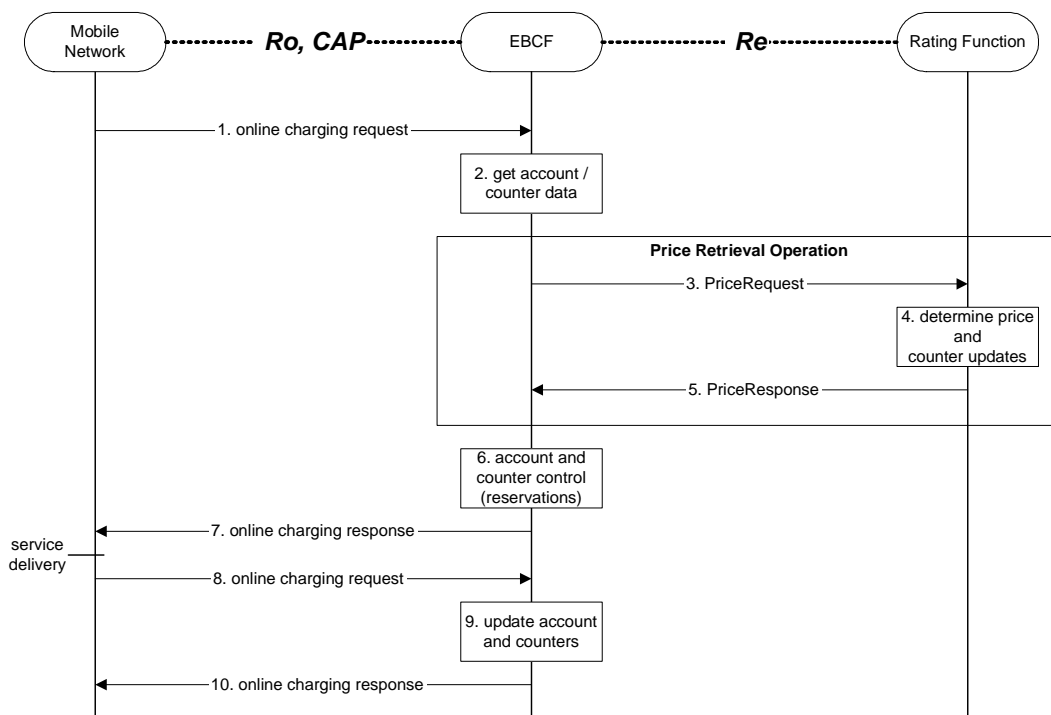 Mobile
Network
Ro, CAP
EBCF
Re
Rating Function
1. online charging request
2. get account /
counter data
Price Retrieval Operation
3. PriceRequest
4. determine price
and
counter updates
5. PriceResponse
6. account and
counter control
(reservations)
7. online charging response
service
delivery
8. online charging request
9. update account
and counters
10. online charging response